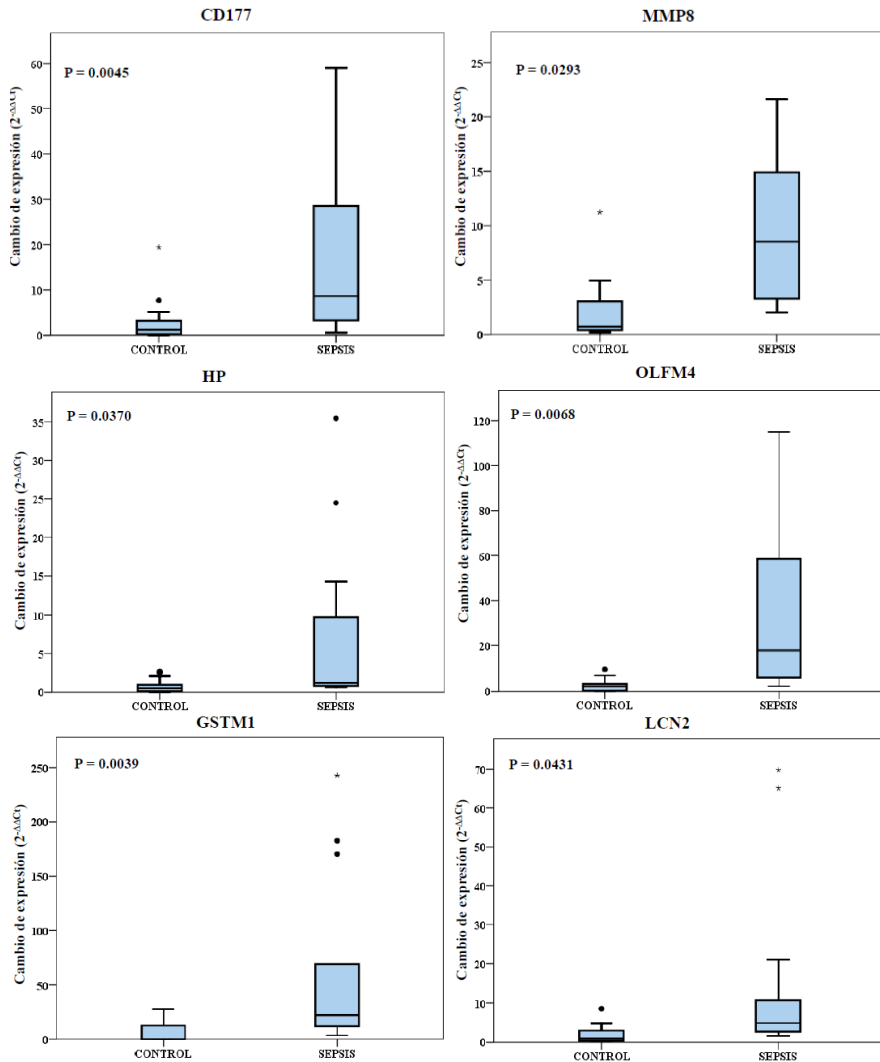 CD177
P = 0.0045
Cambio de expresión (2^-ΔΔCt)
60
50
40
30
20
10
0
CONTROL SEPSIS
MMP8
P = 0.0293
Cambio de expresión (2^-ΔΔCt)
25
20
15
10
5
0
CONTROL SEPSIS
HP
P = 0.0370
Cambio de expresión (2^-ΔΔCt)
35
30
25
20
15
10
5
0
CONTROL SEPSIS
OLFM4
P = 0.0068
Cambio de expresión (2^-ΔΔCt)
120
100
80
60
40
20
0
CONTROL SEPSIS
GSTM1
P = 0.0039
Cambio de expresión (2^-ΔΔCt)
250
200
150
100
50
0
CONTROL SEPSIS
LCN2
P = 0.0431
Cambio de expresión (2^-ΔΔCt)
70
60
50
40
30
20
10
0
CONTROL SEPSIS